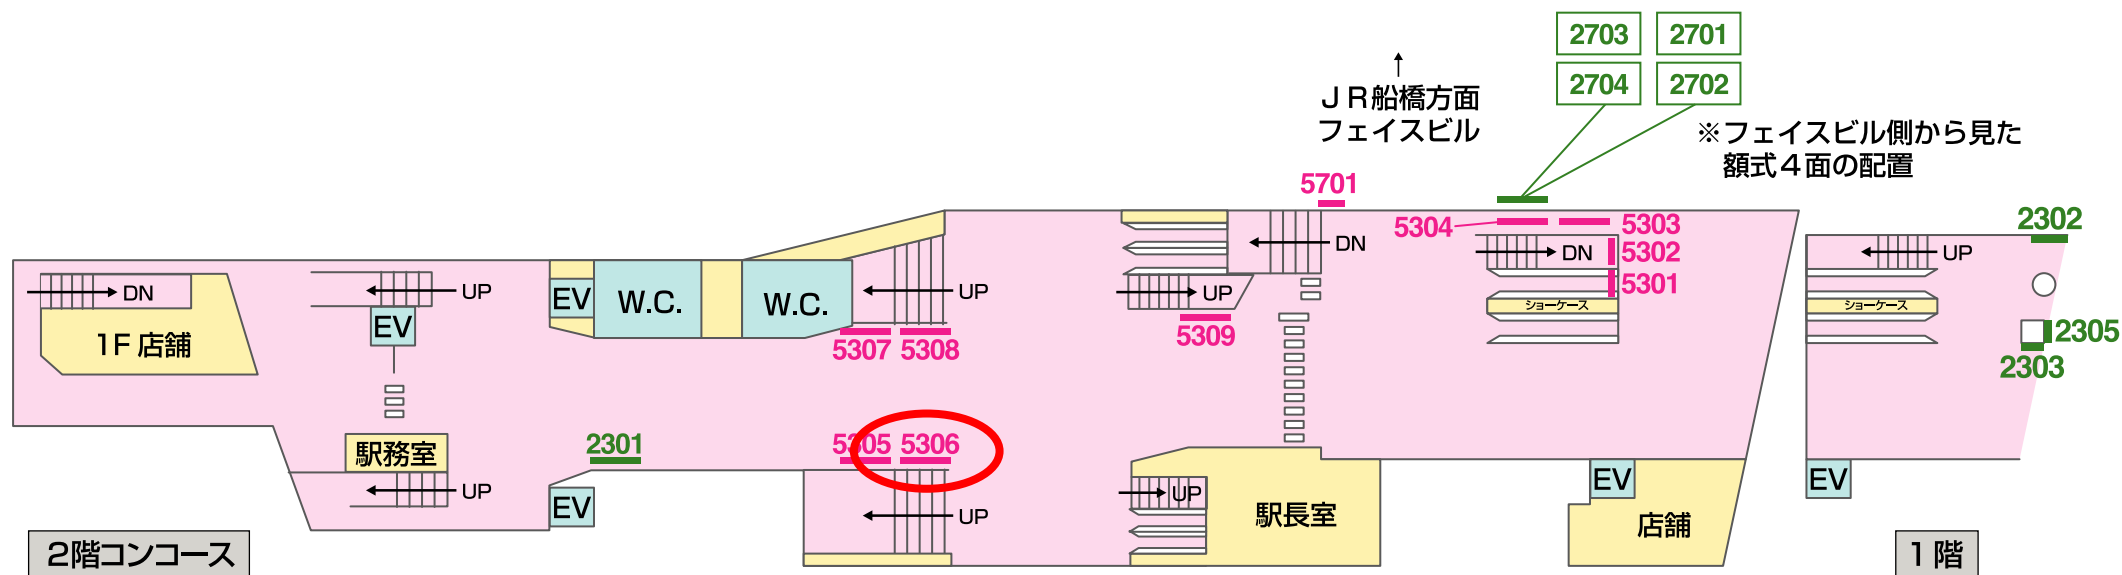 2703
2701
2704
2702
↑
JR船橋方面
フェイスビル
※フェイスビル側から見た
額式4面の配置
5701
5304
5303
5302
5301
DN
DN
ショーケース
UP
ショーケース
2302
2305
2303
DN
1F店舗
UP
EV
EV
W.C.
W.C.
UP
5307
5308
UP
5309
駅務室
UP
2301
EV
5305
5306
UP
UP
駅長室
EV
店舗
EV
2階コンコース
1階